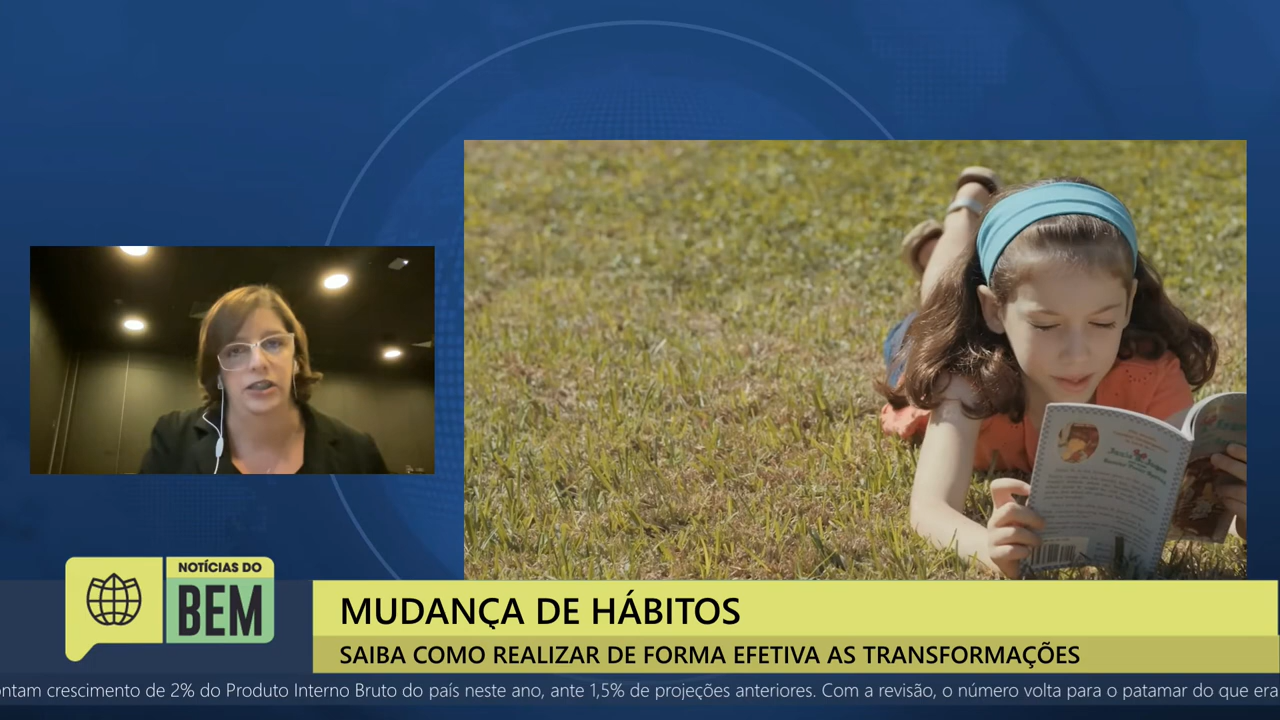 NOTÍCIAS DO
BEM
MUDANÇA DE HÁBITOS
SAIBA COMO REALIZAR DE FORMA EFETIVA AS TRANSFORMAÇÕES
ontam crescimento de 2% do Produto Interno Bruto do país neste ano, ante 1,5% de projeções anteriores. Com a revisão, o número volta para o patamar do que era